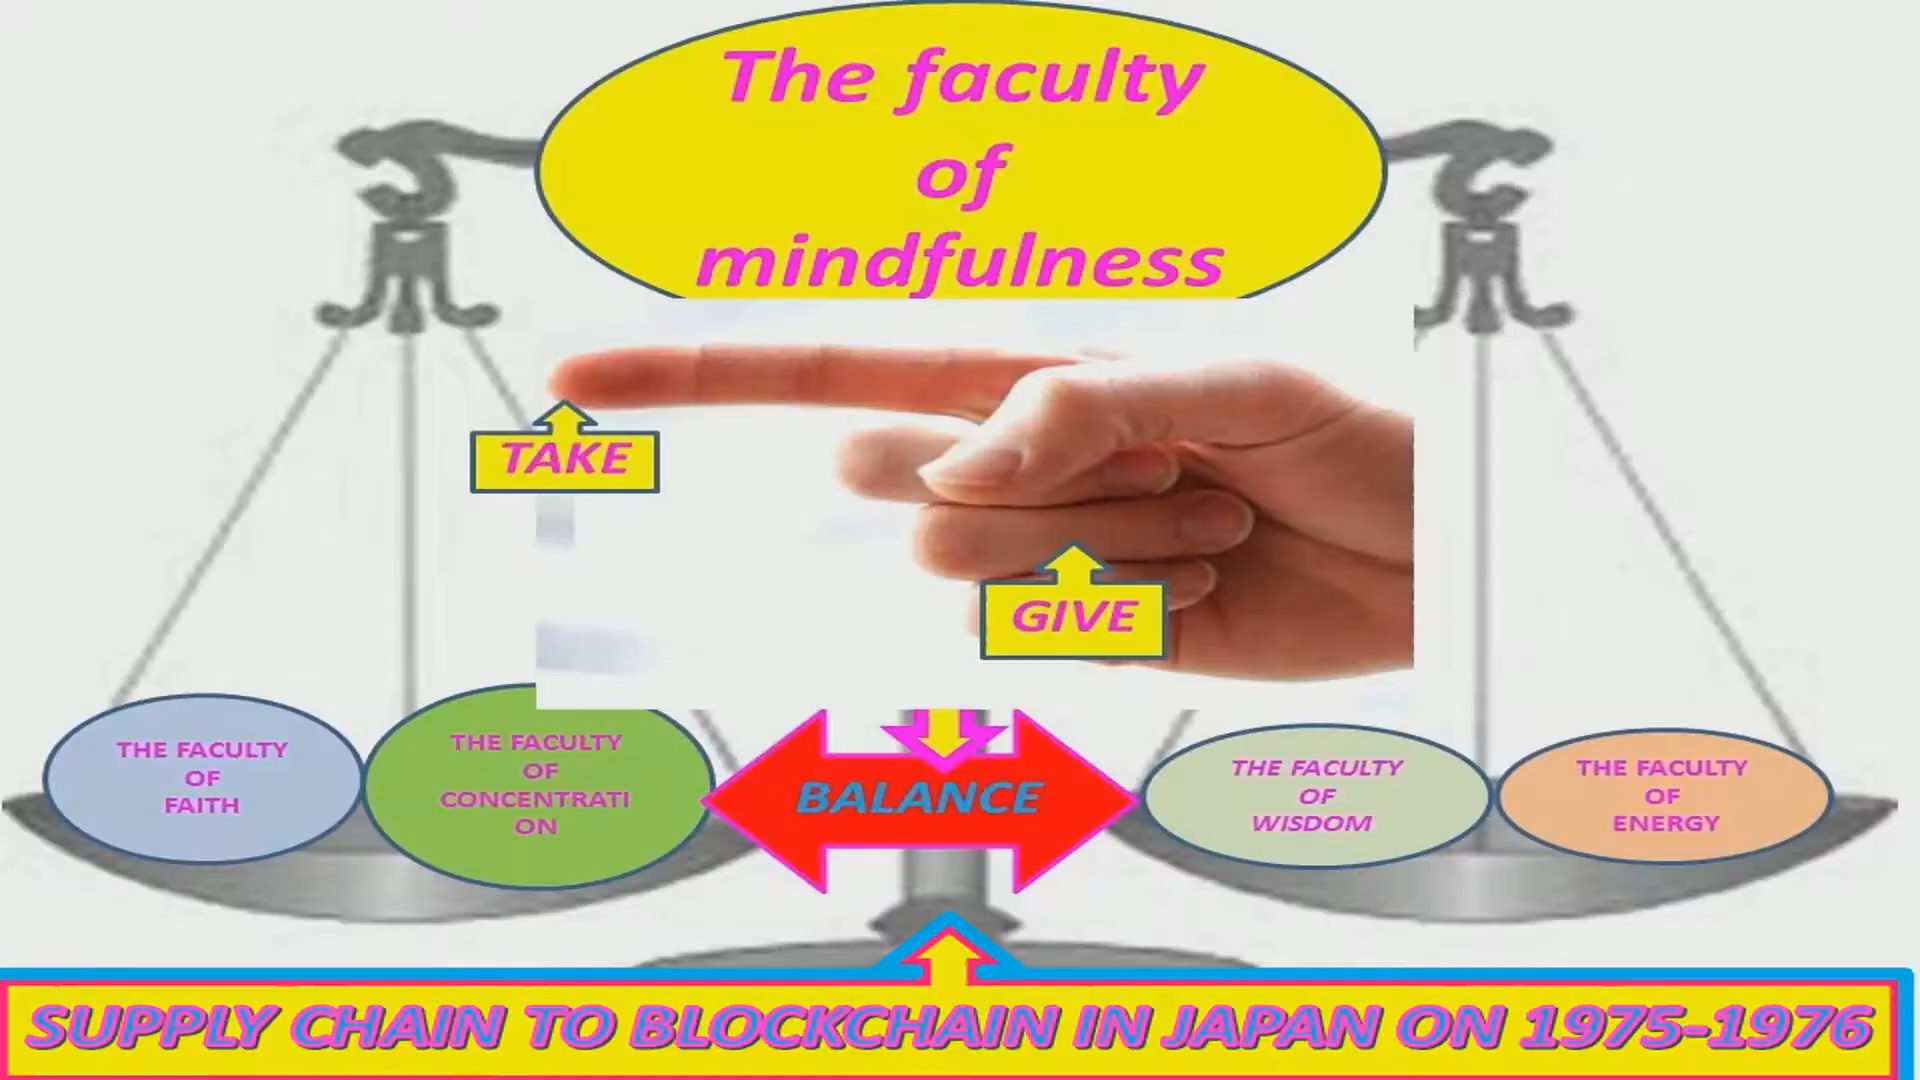 The faculty
of
mindfulness
TAKE
GIVE
THE FACULTY
OF
FAITH
THE FACULTY
OF
CONCENTRATI
ON
BALANCE
THE FACULTY
OF
WISDOM
THE FACULTY
OF
ENERGY
SUPPLY CHAIN TO BLOCKCHAIN IN JAPAN ON 1975-1976